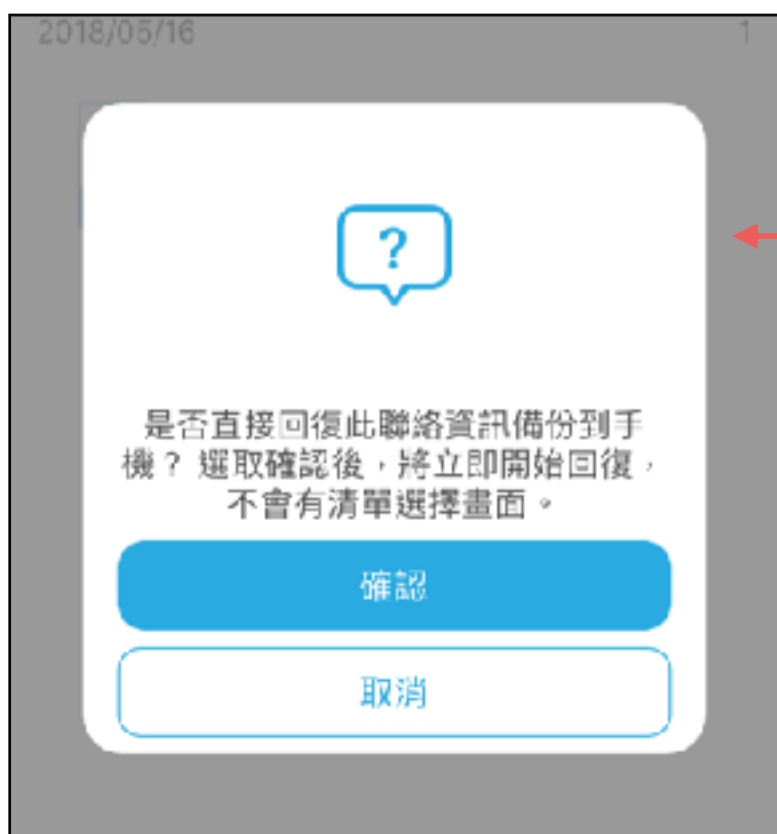 2018/05/16 1
?
是否直接回復此聯絡資訊備份到手
機？ 選取確認後，將立即開始回復，
不會有清單選擇畫面。
確認
取消